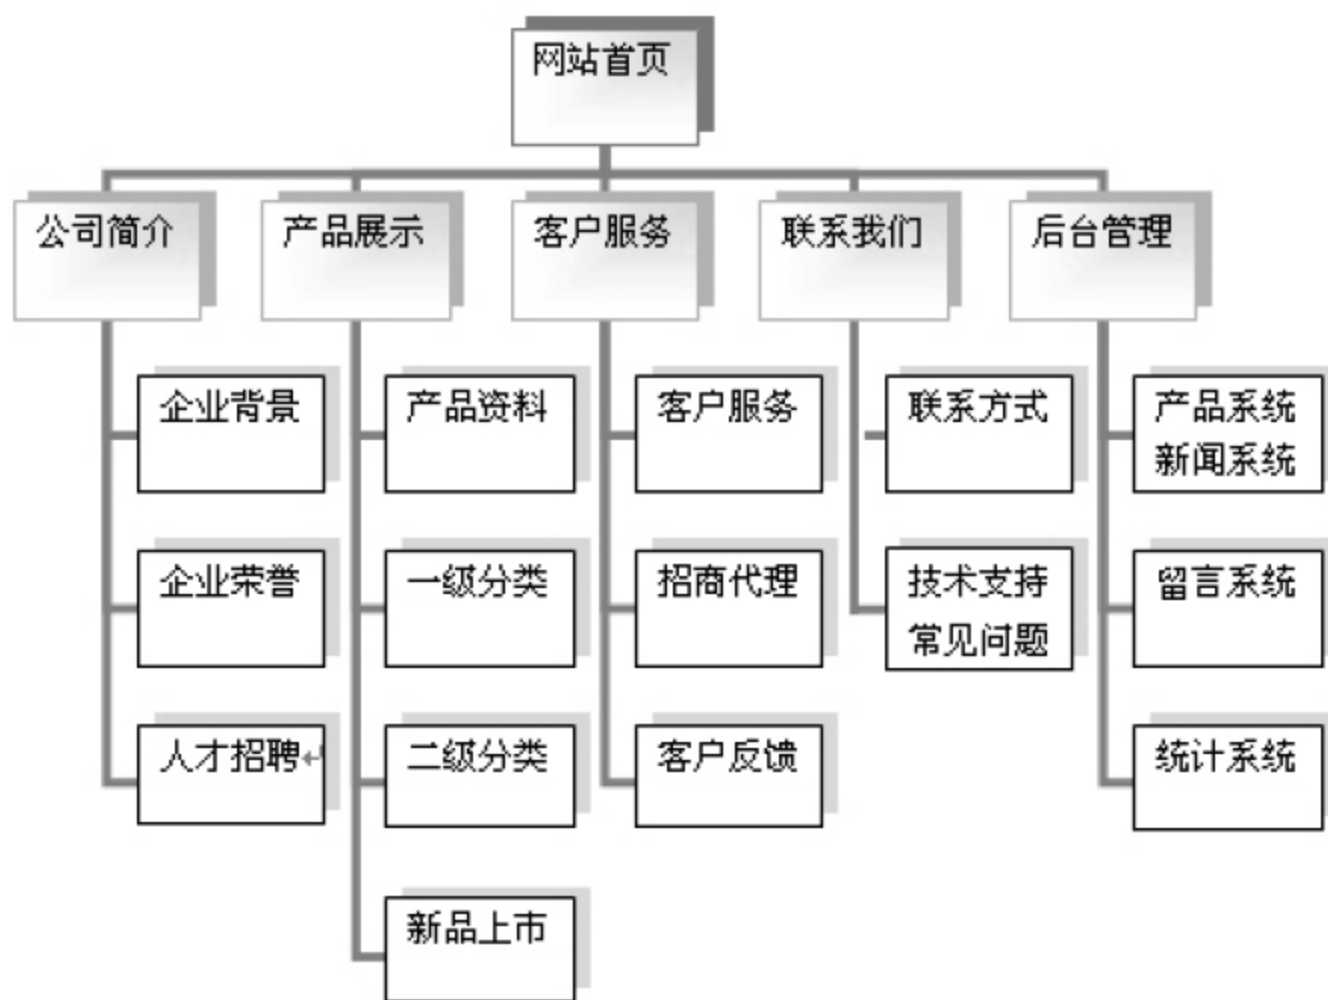 网站首页
公司简介
产品展示
客户服务
联系我们
后台管理
企业背景
产品资料
客户服务
联系方式
产品系统
新闻系统
企业荣誉
一级分类
招商代理
技术支持
常见问题
留言系统
人才招聘
二级分类
客户反馈
统计系统
新品上市